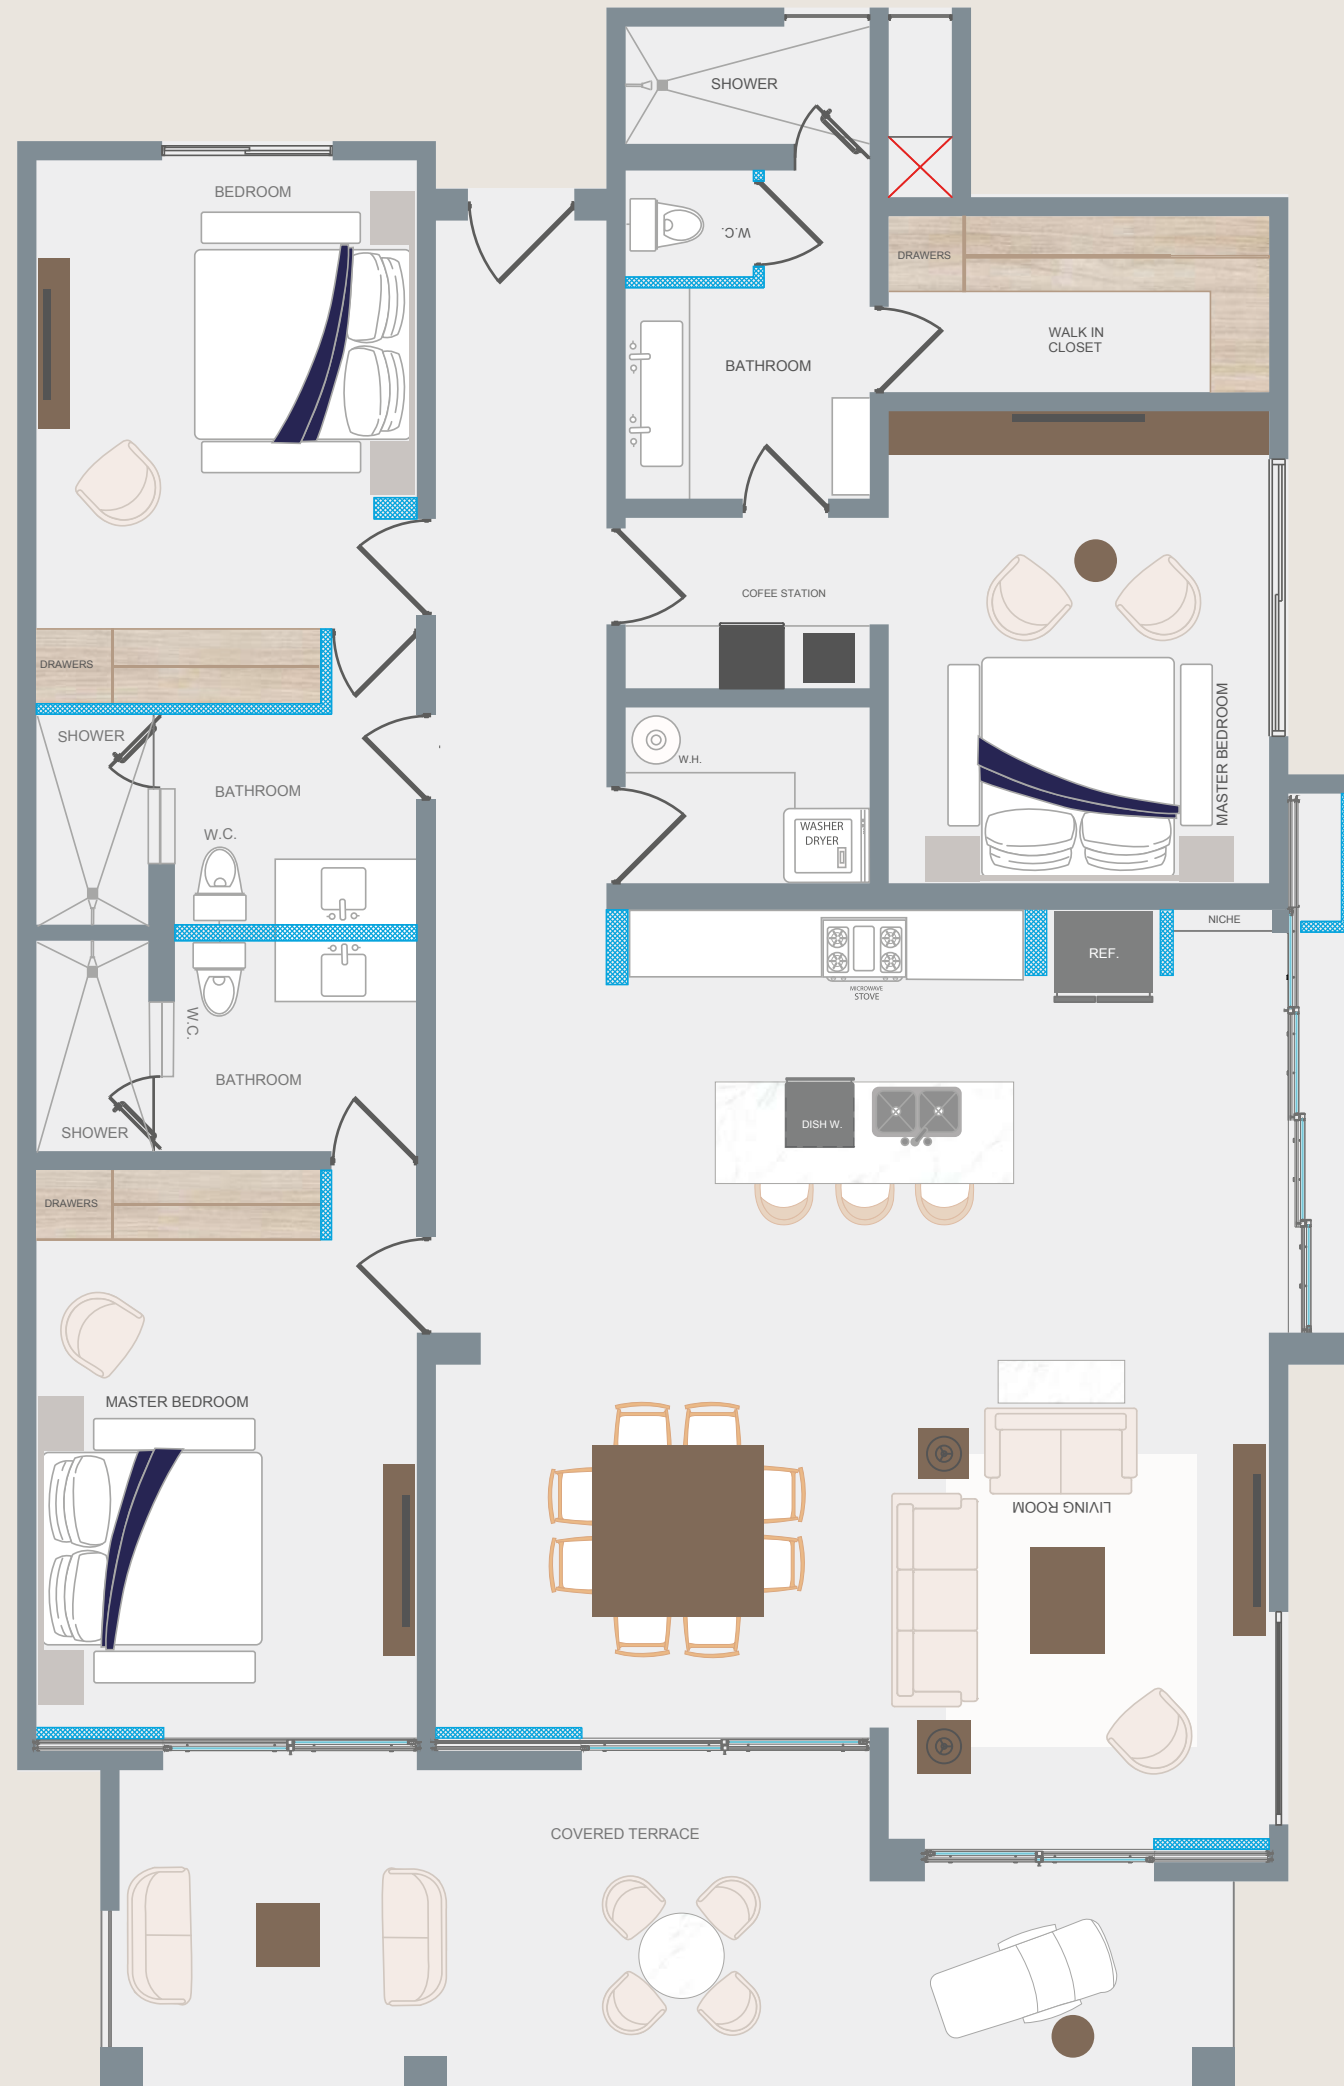 SHOWER
BEDROOM
W.C.
DRAWERS
WALK IN
CLOSET
BATHROOM
COFEE STATION
DRAWERS
MASTER BEDROOM
SHOWER
W.H.
BATHROOM
WASHER
DRYER
W.C.
NICHE
REF.
MICROWAVE
STOVE
W.C.
BATHROOM
SHOWER
DISH W.
DRAWERS
MASTER BEDROOM
LIVING ROOM
COVERED TERRACE